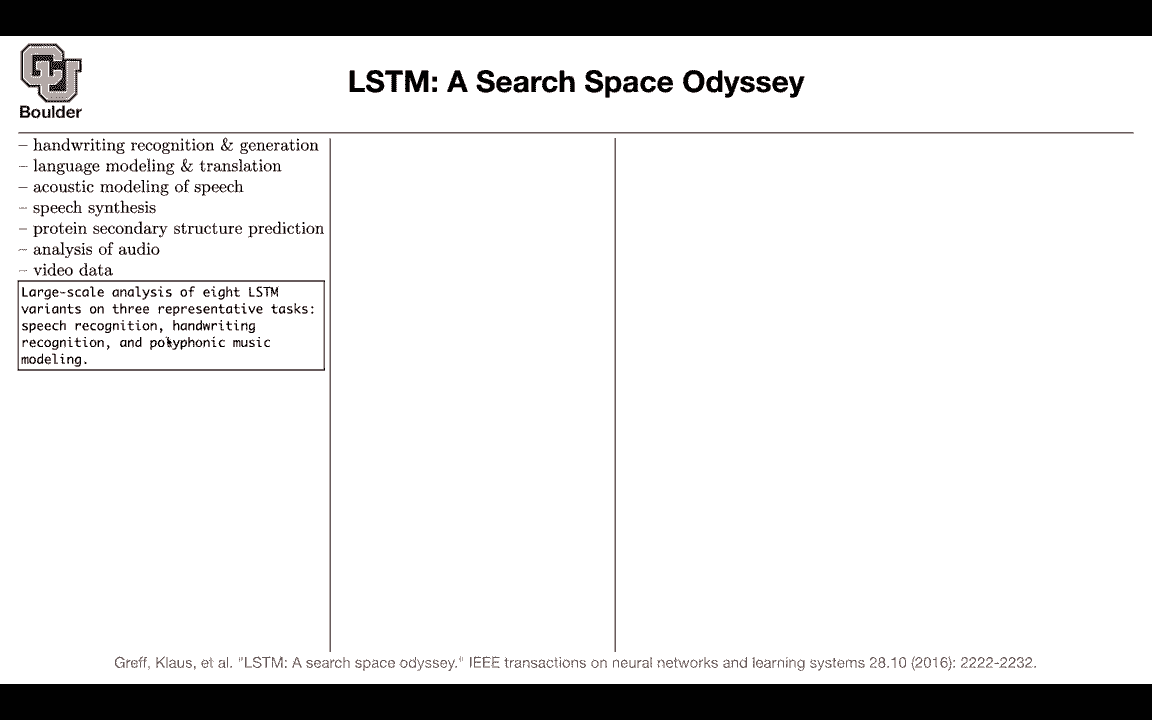 Boulder
LSTM: A Search Space Odyssey
– handwriting recognition & generation
– language modeling & translation
– acoustic modeling of speech
– speech synthesis
– protein secondary structure prediction
– analysis of audio
– video data
Large-scale analysis of eight LSTM
variants on three representative tasks:
speech recognition, handwriting
recognition, and polyphonic music
modeling.
Greff, Klaus, et al. "LSTM: A search space odyssey." IEEE transactions on neural networks and learning systems 28.10 (2016): 2222-2232.